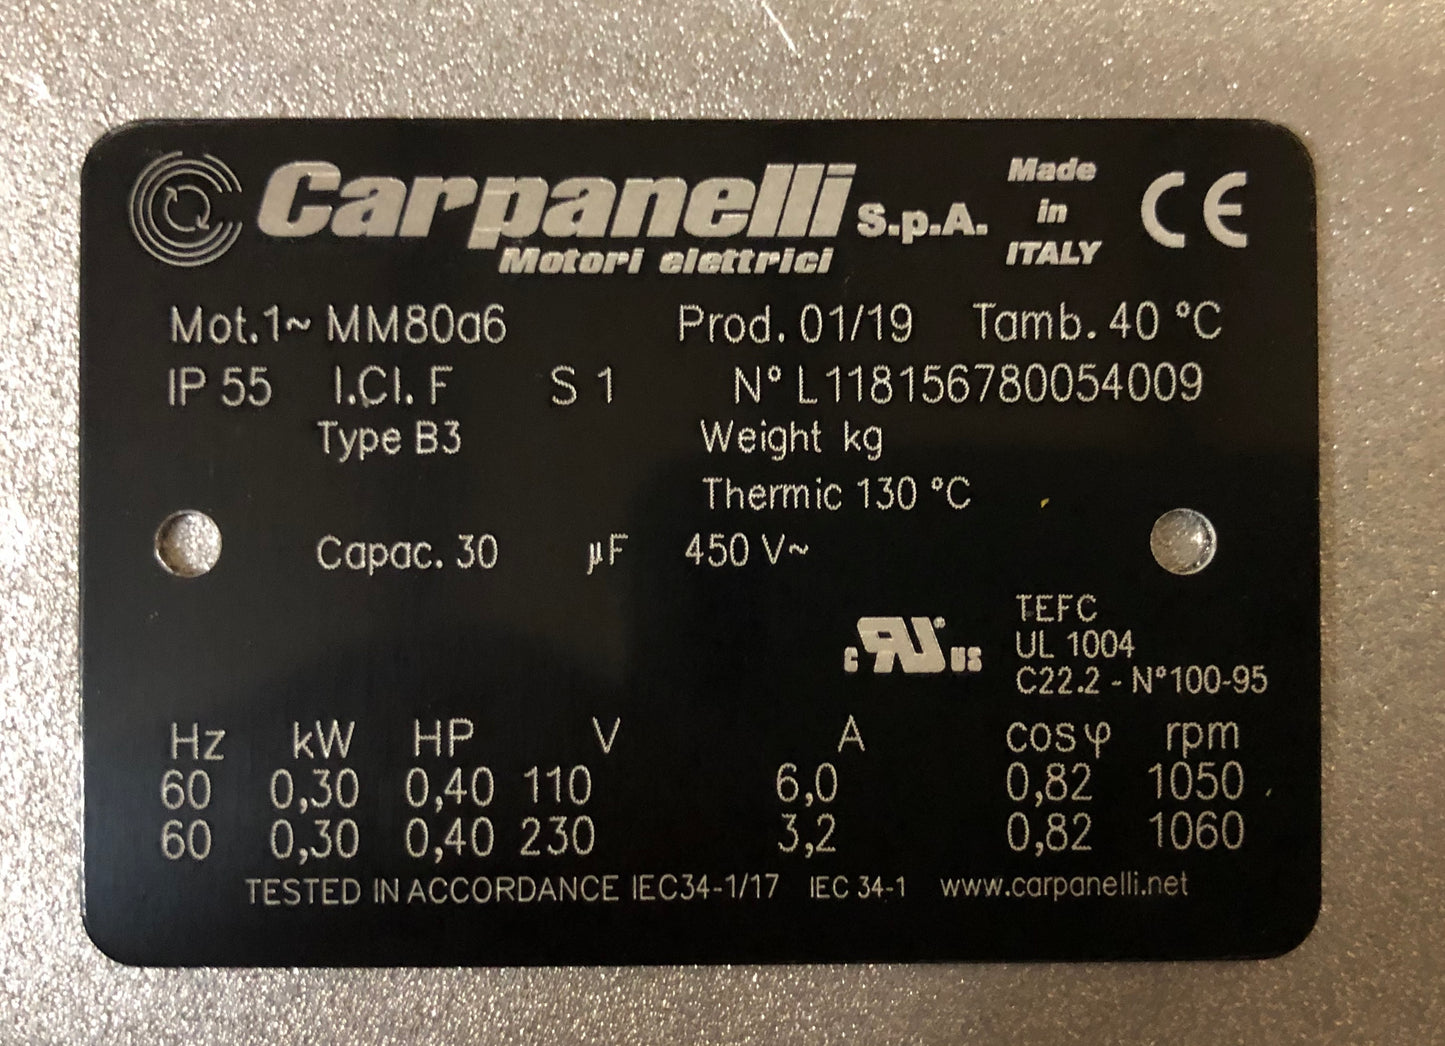 Carpanelli S.p.A.
Motori elettrici
Made
in
ITALY
CE
Mot.1~ MM80a6 Prod. 01/19 Tamb. 40 °C
IP 55 I.Cl. F S 1 N° L118156780054009
Type B3 Weight kg
Thermic 130 °C
Capac. 30 µF 450 V~
c RU ® US
TEFC
UL 1004
C22.2 - N°100-95
Hz kW HP V A cosφ rpm
60 0,30 0,40 110 6,0 0,82 1050
60 0,30 0,40 230 3,2 0,82 1060
TESTED IN ACCORDANCE IEC34-1/17 IEC 34-1 www.carpanelli.net